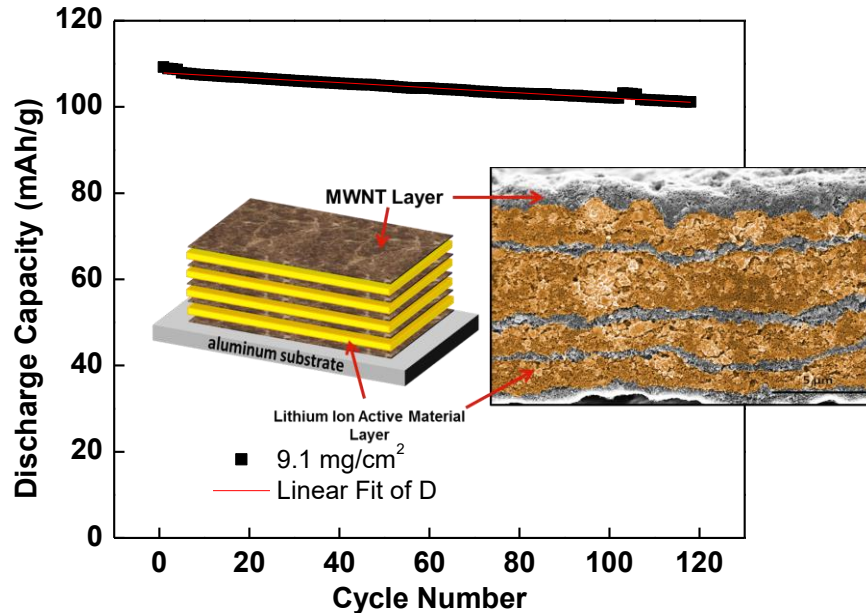 120
100
80
60
40
20
0
Discharge Capacity (mAh/g)
MWNT Layer
aluminum substrate
Lithium Ion Active Material
Layer
5 μm
9.1 mg/cm²
Linear Fit of D
0 20 40 60 80 100 120
Cycle Number